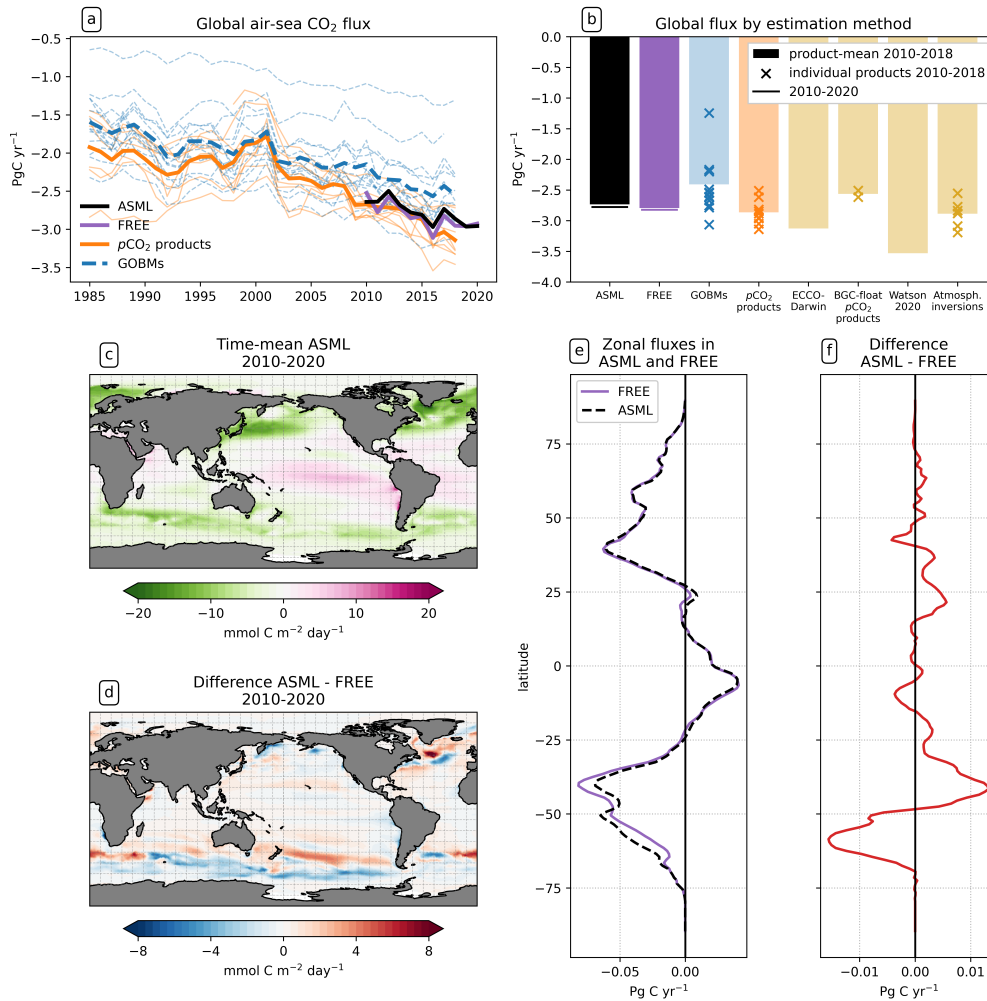 a
Global air-sea CO₂ flux
PgC yr⁻¹
−0.5
−1.0
−1.5
−2.0
−2.5
−3.0
−3.5
ASML
FREE
pCO₂ products
GOBMs
1985 1990 1995 2000 2005 2010 2015 2020
b
Global flux by estimation method
PgC yr⁻¹
0.0
−0.5
−1.0
−1.5
−2.0
−2.5
−3.0
−3.5
−4.0
product-mean 2010-2018
individual products 2010-2018
2010-2020
ASML
FREE
GOBMs
pCO₂
products
ECCO-
Darwin
BGC-float
pCO₂
products
Watson
2020
Atmosph.
inversions
c
Time-mean ASML
2010-2020
−20 −10 0 10 20
mmol C m⁻² day⁻¹
d
Difference ASML - FREE
2010-2020
−8 −4 0 4 8
mmol C m⁻² day⁻¹
e
Zonal fluxes in
ASML and FREE
FREE
ASML
latitude
75
50
25
0
−25
−50
−75
−0.05 0.00
Pg C yr⁻¹
f
Difference
ASML - FREE
75
50
25
0
−25
−50
−75
−0.01 0.00 0.01
Pg C yr⁻¹